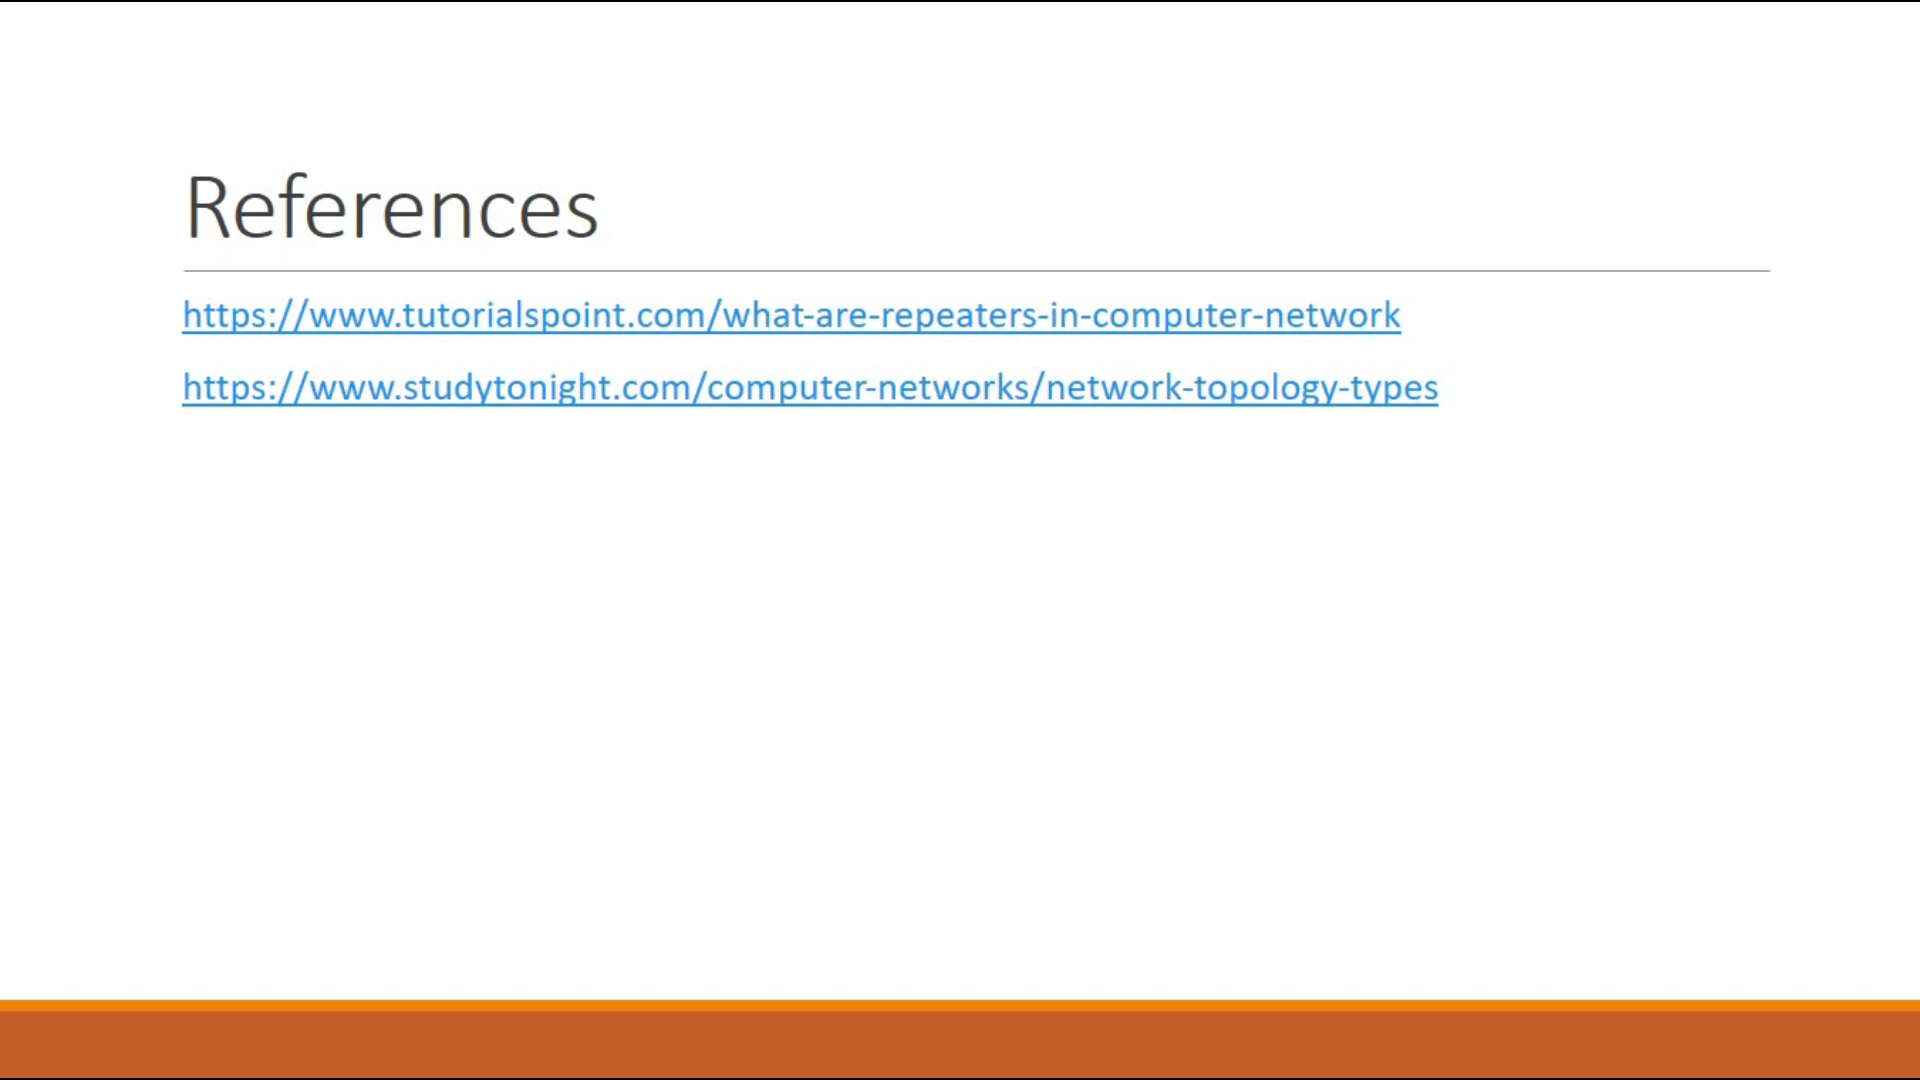 References
https://www.tutorialspoint.com/what-are-repeaters-in-computer-network
https://www.studytonight.com/computer-networks/network-topology-types